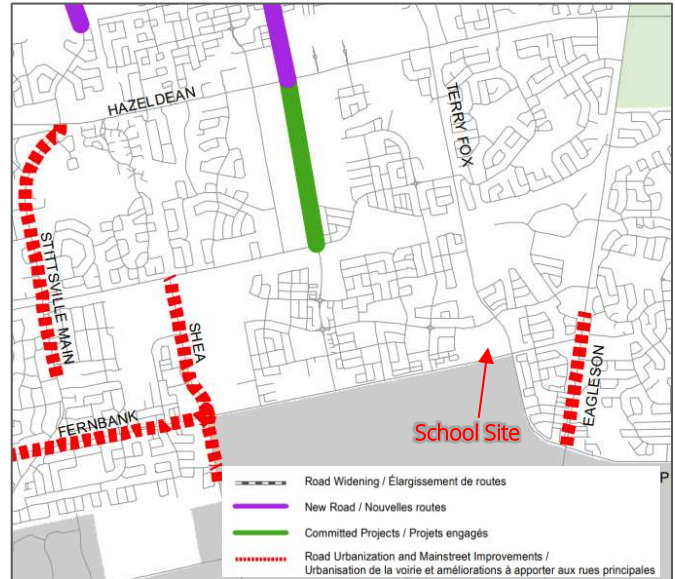 HAZELDEAN
TERRY FOX
STITTSVILLE MAIN
SHEA
EAGLESON
School Site
FERNBANK
P
Road Widening / Élargissement de routes
New Road / Nouvelles routes
Committed Projects / Projets engagés
Road Urbanization and Mainstreet Improvements /
Urbanisation de la voirie et améliorations à apporter aux rues principales